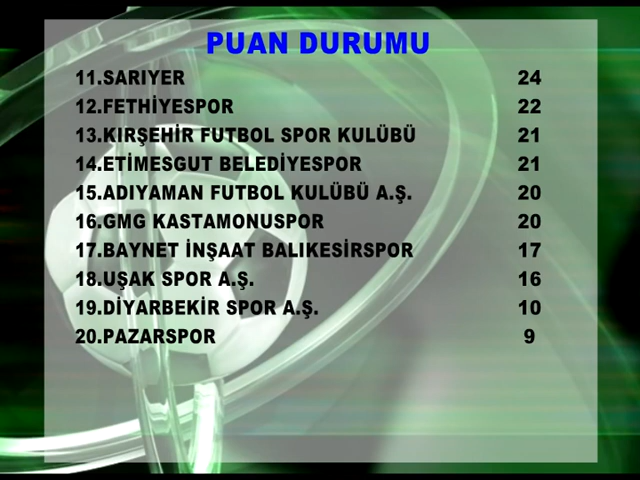 PUAN DURUMU
11.SARIYER 24
12.FETHİYESPOR 22
13.KIRŞEHİR FUTBOL SPOR KULÜBÜ 21
14.ETİMESGUT BELEDİYESPOR 21
15.ADIYAMAN FUTBOL KULÜBÜ A.Ş. 20
16.GMG KASTAMONUSPOR 20
17.BAYNET İNŞAAT BALIKESİRSPOR 17
18.UŞAK SPOR A.Ş. 16
19.DİYARBEKİR SPOR A.Ş. 10
20.PAZARSPOR 9